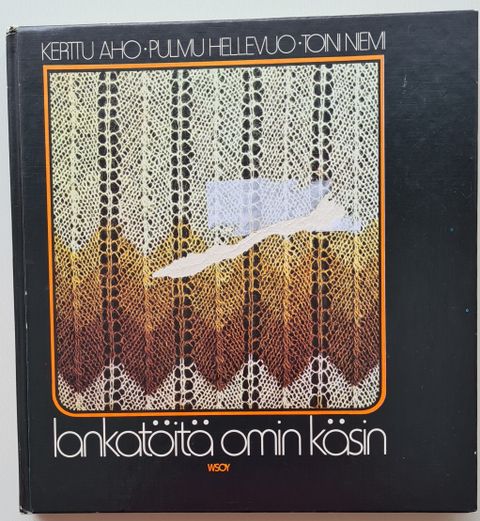 KERTTU AHO · PULMU HELLEVUO · TOINI NIEMI
lankatöitä omin käsin
WSOY